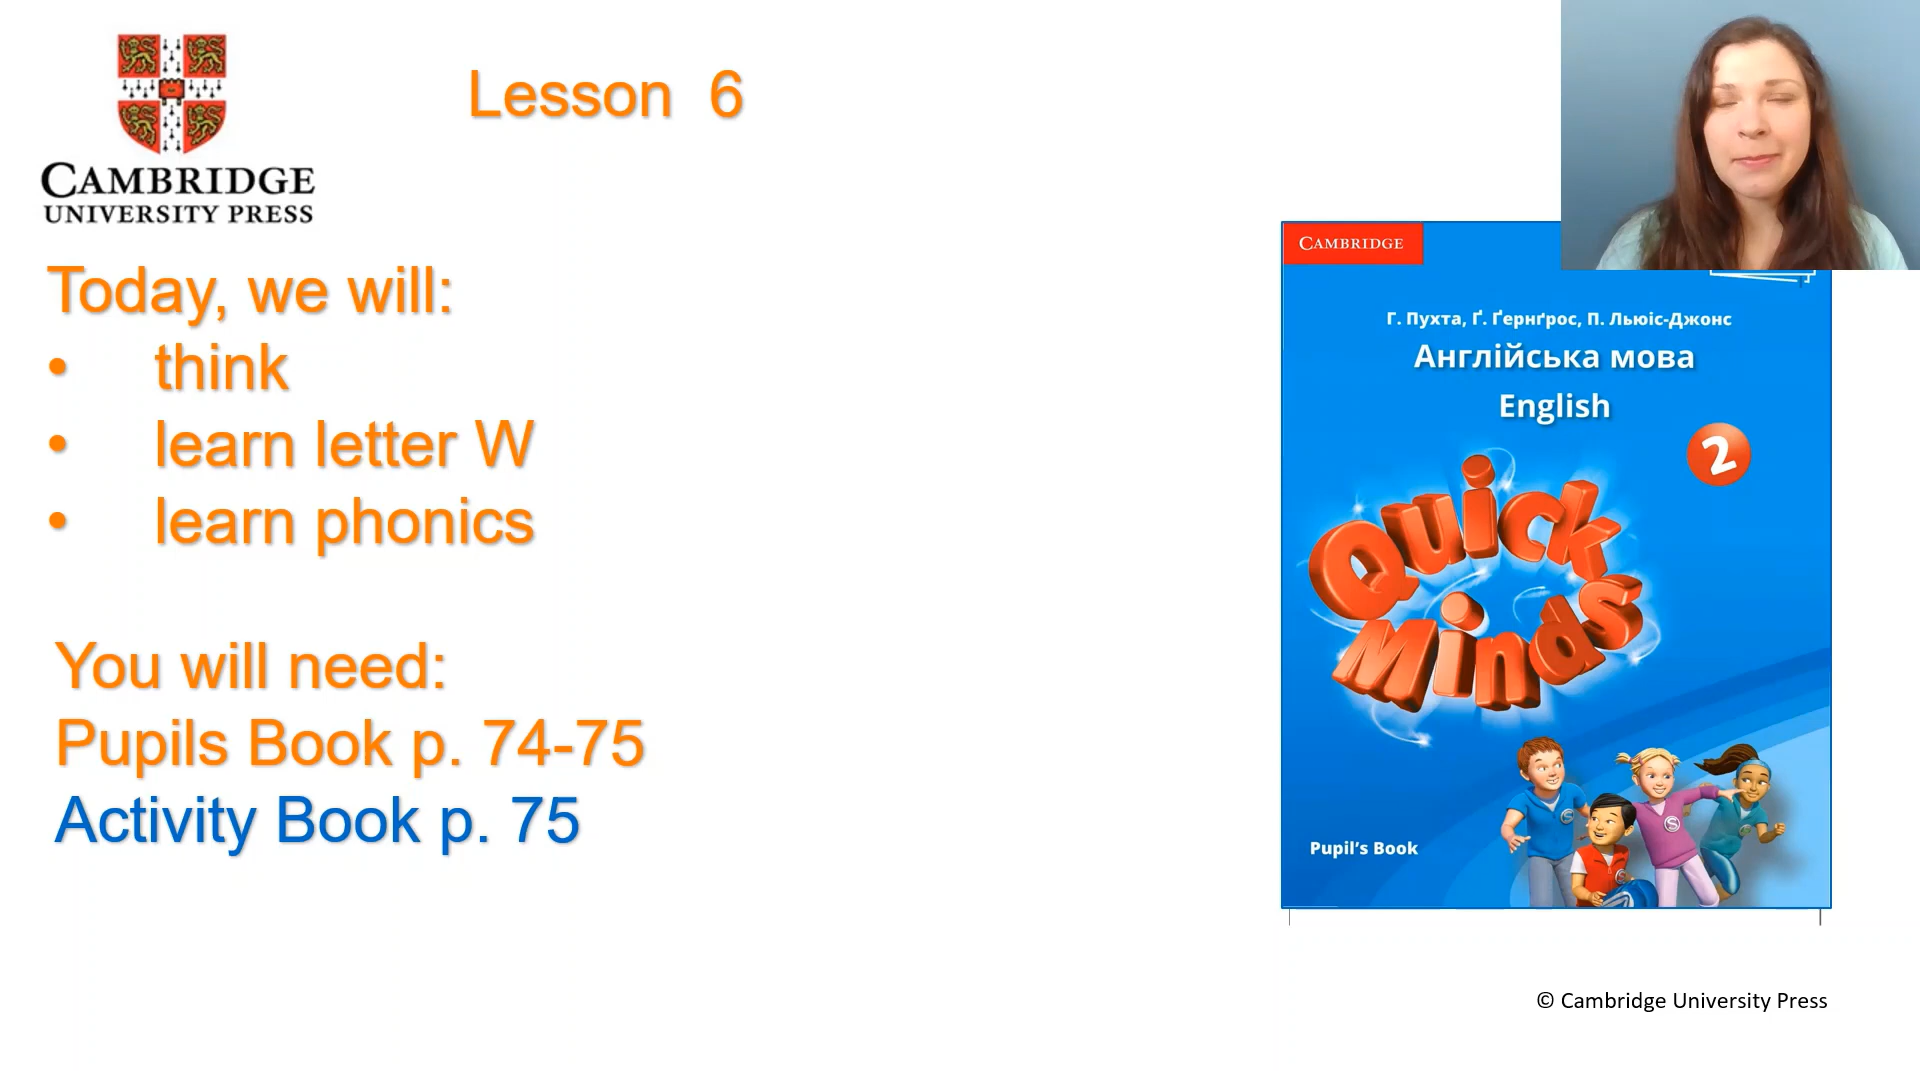 CAMBRIDGE
UNIVERSITY PRESS
Lesson 6
Today, we will:
• think
• learn letter W
• learn phonics
You will need:
Pupils Book p. 74-75
Activity Book p. 75
CAMBRIDGE
Г. Пухта, Ґ. Ґернґрос, П. Льюіс-Джонс
Англійська мова
English
2
Quick
Minds
Pupil's Book
© Cambridge University Press